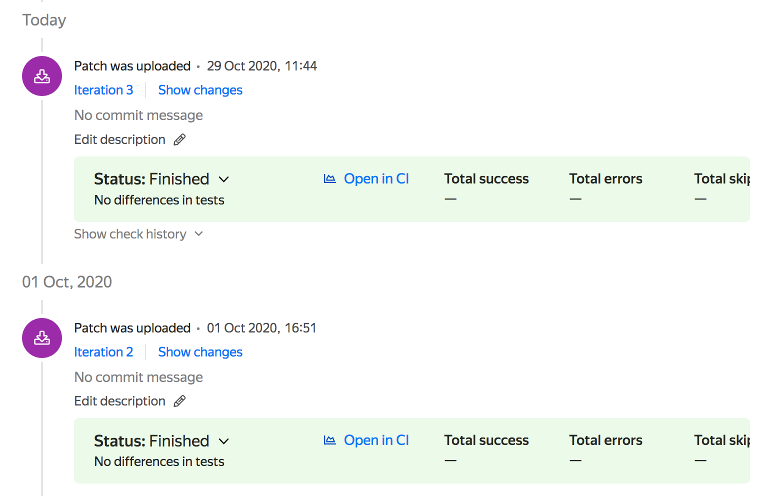 Today
Patch was uploaded • 29 Oct 2020, 11:44
Iteration 3 Show changes
No commit message
Edit description
Status: Finished Open in CI Total success Total errors Total skip
No differences in tests — — —
Show check history
01 Oct, 2020
Patch was uploaded • 01 Oct 2020, 16:51
Iteration 2 Show changes
No commit message
Edit description
Status: Finished Open in CI Total success Total errors Total skip
No differences in tests — — —